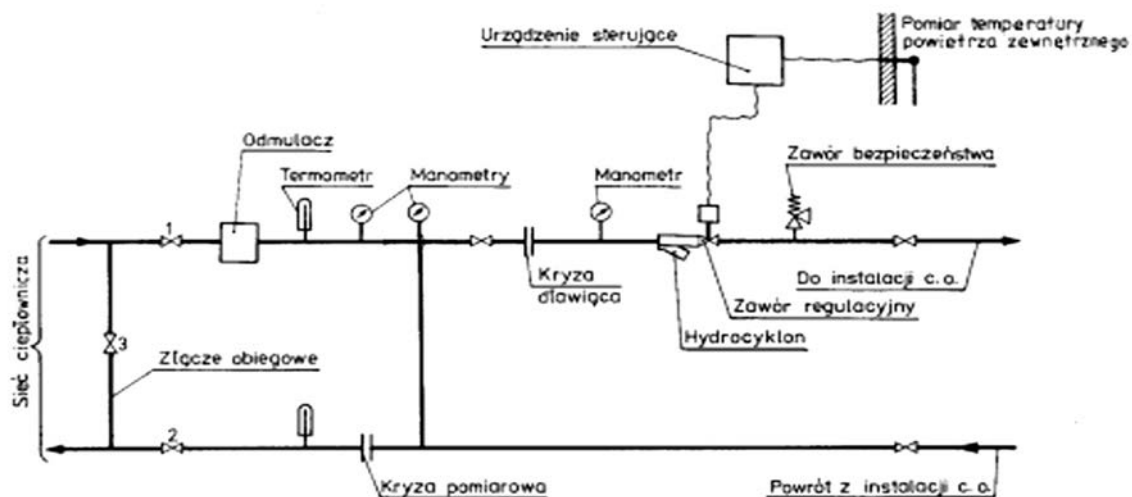 Urządzenie sterujące
Pomiar temperatury
powietrza zewnętrznego
Odmulacz
Termometr
Manometry
Manometr
Zawór bezpieczeństwa
1
Kryza
dławiąca
Do instalacji c.o.
Zawór regulacyjny
Hydrocyklon
Sieć ciepłownicza
3
Złącze obiegowe
2
Kryza pomiarowa
Powrót z instalacji c.o.